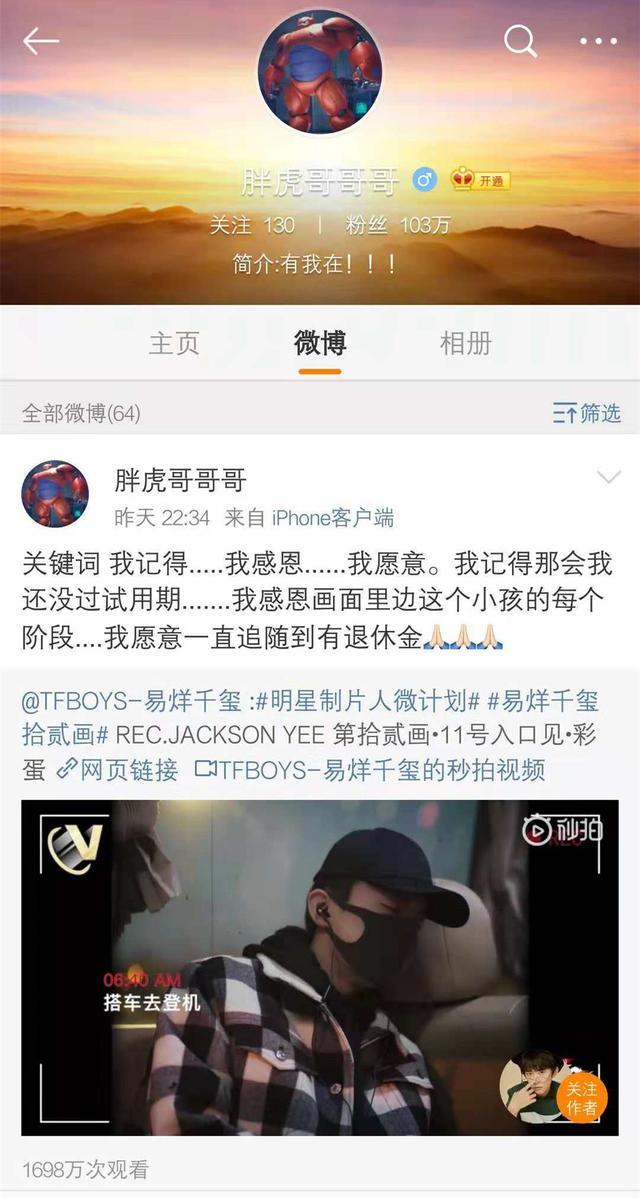 胖虎哥哥哥 开通
关注 130 | 粉丝 103万
简介:有我在！！！
主页 微博 相册
全部微博(64) 筛选
胖虎哥哥哥
昨天 22:34 来自 iPhone客户端
关键词 我记得.....我感恩......我愿意。我记得那会我
还没过试用期.......我感恩画面里边这个小孩的每个
阶段....我愿意一直追随到有退休金🙏🏻🙏🏻🙏🏻
@TFBOYS-易烊千玺 :#明星制片人微计划# #易烊千玺
拾贰画# REC.JACKSON YEE 第拾贰画•11号入口见•彩
蛋 网页链接 TFBOYS-易烊千玺的秒拍视频
秒拍
REC
06:40 AM
搭车去登机
关注
作者
1698万次观看